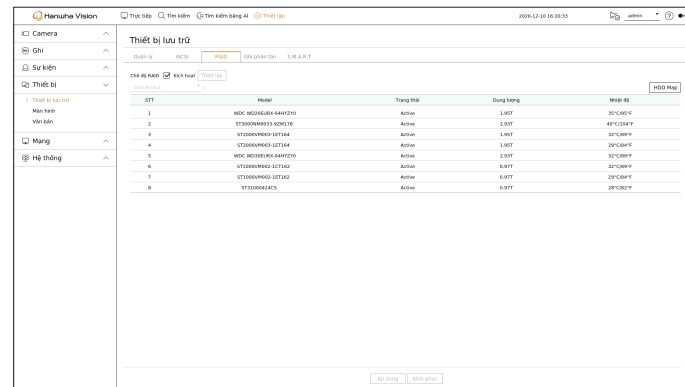 Hanwha Vision Trực tiếp Tìm kiếm Tìm kiếm bằng AI Thiết lập 2020-12-10 16:20:33 admin
Camera
Ghi
Sự kiện
Thiết bị
Thiết bị lưu trữ
Màn hình
Văn bản
Mạng
Hệ thống
Thiết bị lưu trữ
Quản lý iSCSI RAID Ghi phân tán S.M.A.R.T
Chế độ RAID Kích hoạt Thiết lập
HDD Map
STT Model Trạng thái Dung lượng Nhiệt độ
1 WDC WD20EURX-64HYZY0 Active 1.95T 35°C/95°F
2 ST3000NM0033-9ZM178 Active 2.93T 40°C/104°F
3 ST2000VM003-1ET164 Active 1.95T 32°C/89°F
4 ST2000VM003-1ET164 Active 1.95T 29°C/84°F
5 WDC WD30EURX-64HYZY0 Active 2.93T 32°C/89°F
6 ST1000VM002-1CT162 Active 0.97T 32°C/89°F
7 ST1000VM002-1ET162 Active 0.97T 29°C/84°F
8 ST31000424CS Active 0.97T 28°C/82°F
Áp dụng Khôi phục